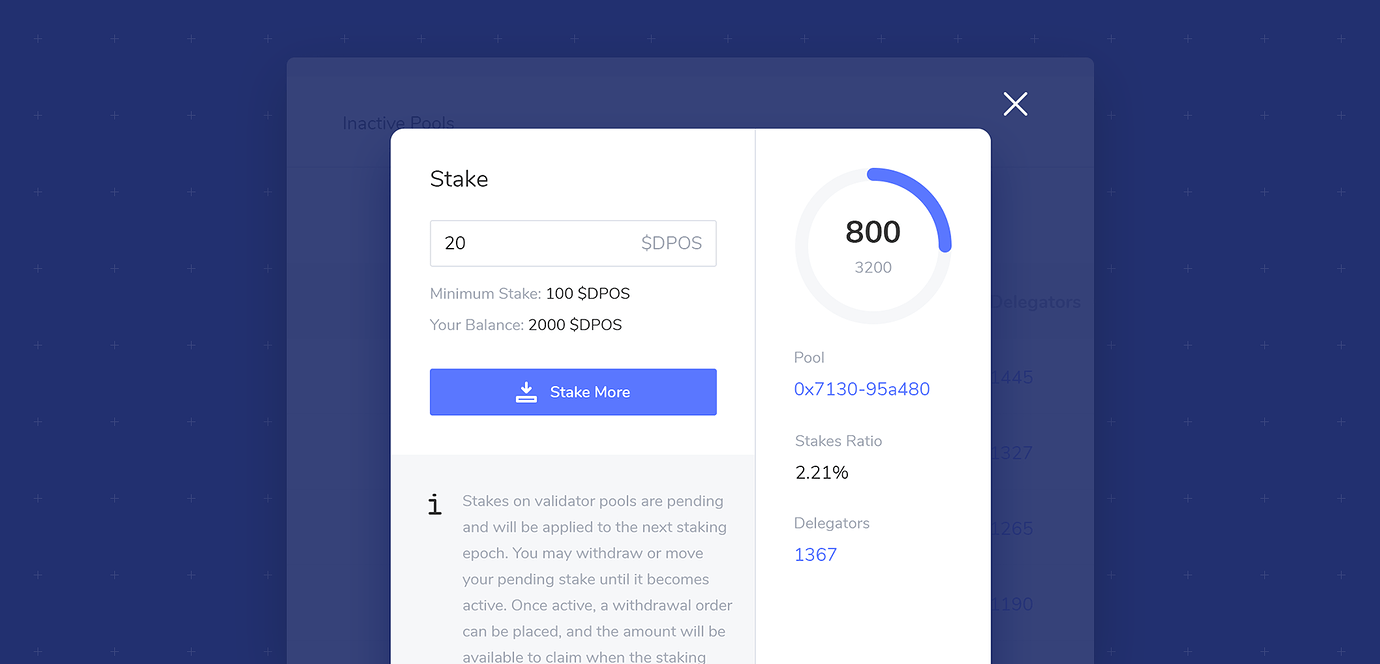 Inactive Pools
Stake
20 $DPOS
Minimum Stake: 100 $DPOS
Your Balance: 2000 $DPOS
Stake More
i
Stakes on validator pools are pending
and will be applied to the next staking
epoch. You may withdraw or move
your pending stake until it becomes
active. Once active, a withdrawal order
can be placed, and the amount will be
available to claim when the staking
800
3200
Pool
0x7130-95a480
Stakes Ratio
2.21%
Delegators
1367
Delegators
1445
1327
1265
1190